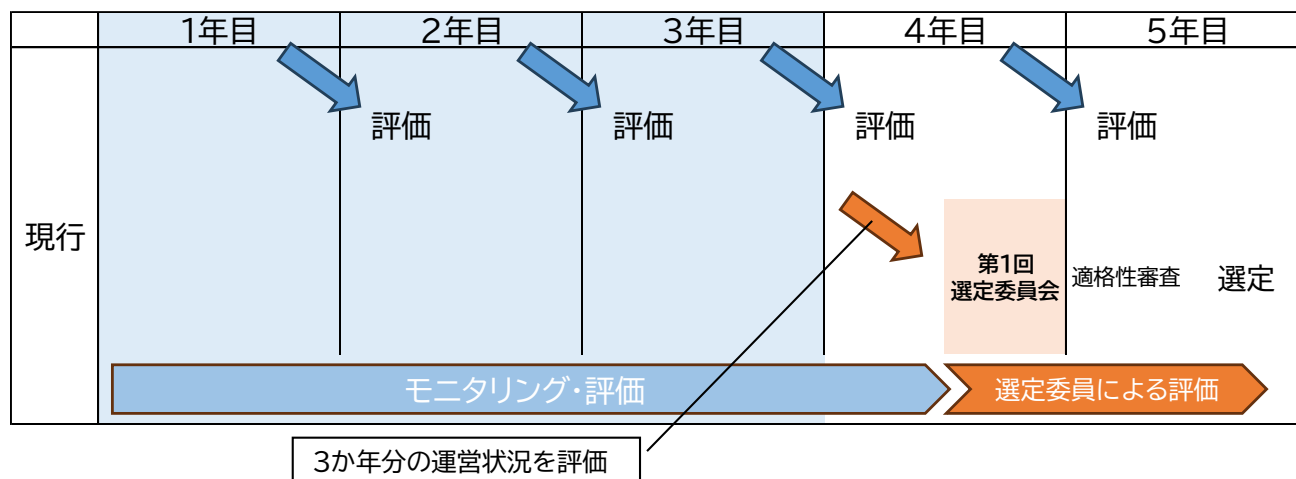 1年目
2年目
3年目
4年目
5年目
評価
評価
評価
評価
現行
第1回
選定委員会
適格性審査
選定
モニタリング・評価
選定委員による評価
3か年分の運営状況を評価